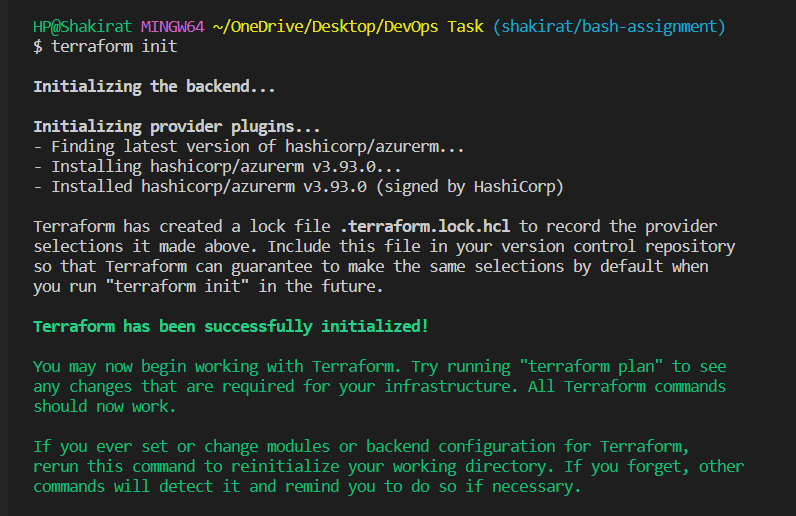 HP@Shakirat MINGW64 ~/OneDrive/Desktop/DevOps Task (shakirat/bash-assignment)
$ terraform init
Initializing the backend...
Initializing provider plugins...
- Finding latest version of hashicorp/azurerm...
- Installing hashicorp/azurerm v3.93.0...
- Installed hashicorp/azurerm v3.93.0 (signed by HashiCorp)
Terraform has created a lock file .terraform.lock.hcl to record the provider
selections it made above. Include this file in your version control repository
so that Terraform can guarantee to make the same selections by default when
you run "terraform init" in the future.
Terraform has been successfully initialized!
You may now begin working with Terraform. Try running "terraform plan" to see
any changes that are required for your infrastructure. All Terraform commands
should now work.
If you ever set or change modules or backend configuration for Terraform,
rerun this command to reinitialize your working directory. If you forget, other
commands will detect it and remind you to do so if necessary.